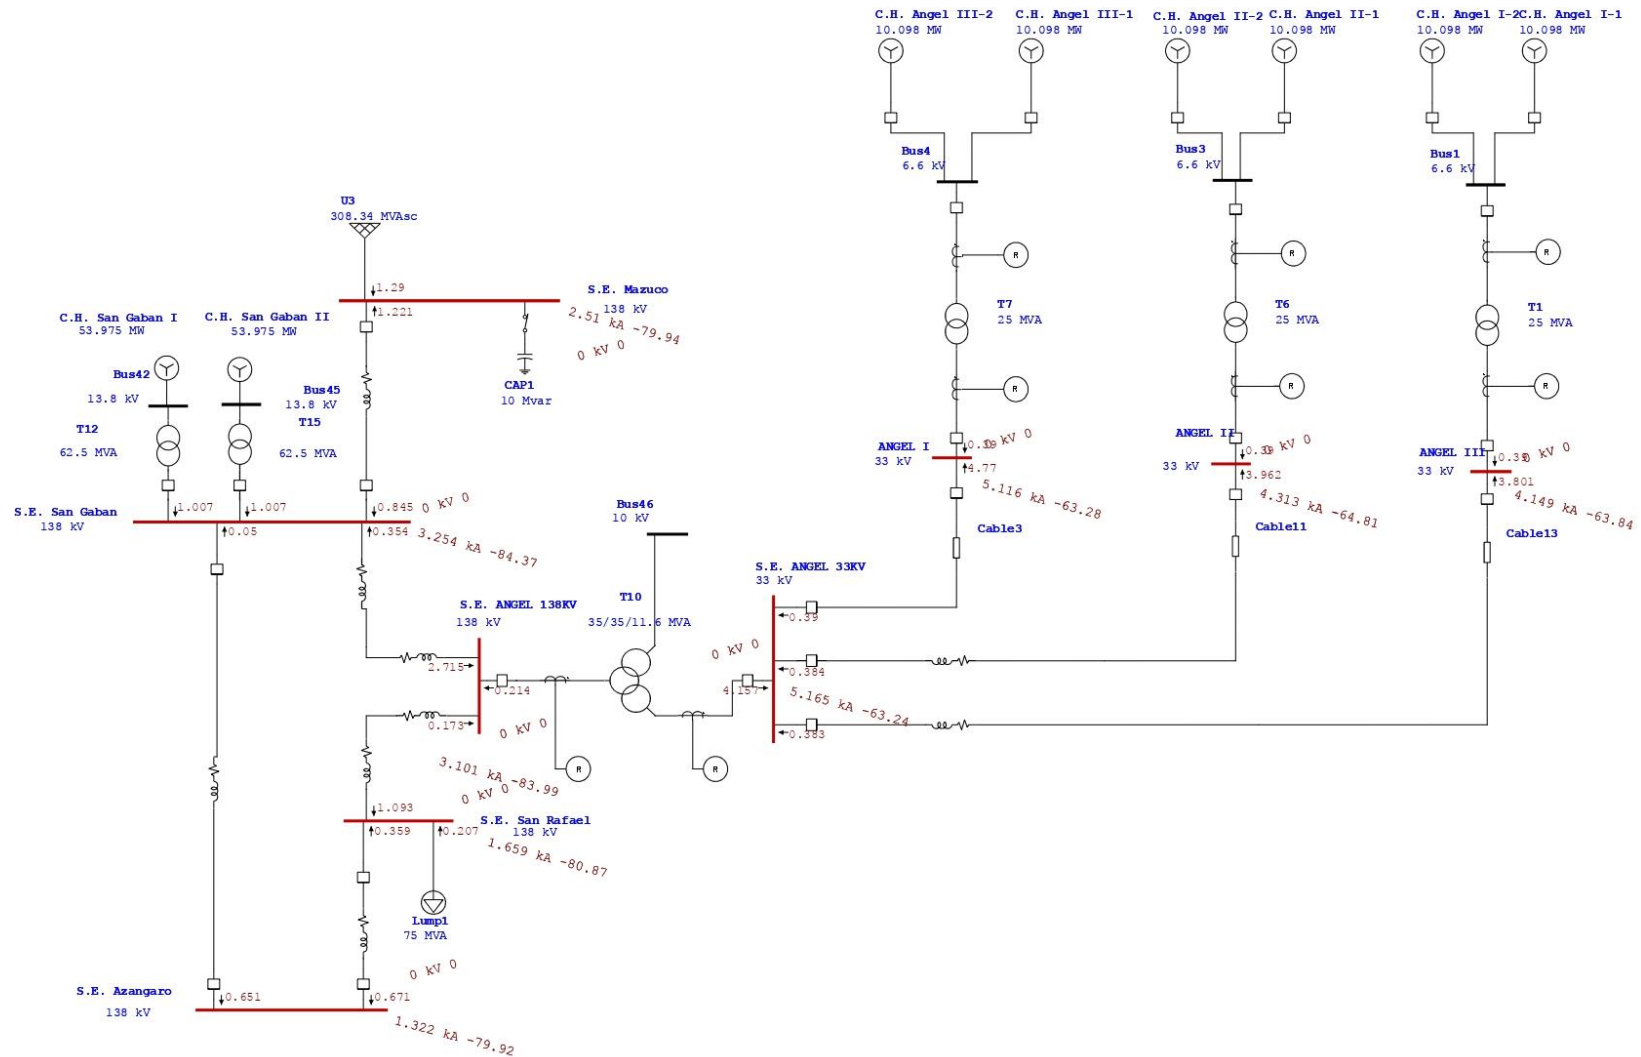 C.H. Angel III-2
10.098 MW
C.H. Angel III-1
10.098 MW
C.H. Angel II-2
10.098 MW
C.H. Angel II-1
10.098 MW
C.H. Angel I-2
10.098 MW
C.H. Angel I-1
10.098 MW
Bus4
6.6 kV
Bus3
6.6 kV
Bus1
6.6 kV
R
R
R
T7
25 MVA
T6
25 MVA
T1
25 MVA
R
R
R
U3
308.34 MVAsc
1.29
1.221
S.E. Mazuco
138 kV
2.51 kA -79.94
0 kV 0
CAP1
10 Mvar
C.H. San Gaban I
53.975 MW
C.H. San Gaban II
53.975 MW
Bus42
13.8 kV
Bus45
13.8 kV
T12
62.5 MVA
T15
62.5 MVA
ANGEL I
33 kV
0.39
0 kV 0
4.77
5.116 kA -63.28
ANGEL II
33 kV
0.39
0 kV 0
3.962
4.313 kA -64.81
ANGEL III
33 kV
0.39
0 kV 0
3.801
4.149 kA -63.84
Cable3
Cable11
Cable13
S.E. San Gaban
138 kV
1.007
1.007
0.845
0 kV 0
0.05
0.354
3.254 kA -84.37
Bus46
10 kV
S.E. ANGEL 138KV
138 kV
T10
35/35/11.6 MVA
S.E. ANGEL 33KV
33 kV
0.39
0 kV 0
2.715
0.214
4.157
0.384
5.165 kA -63.24
0.173
0 kV 0
0.383
R
R
3.101 kA -83.99
0 kV 0
1.093
0.359
0.207
S.E. San Rafael
138 kV
1.659 kA -80.87
Lump1
75 MVA
0 kV 0
S.E. Azangaro
138 kV
0.651
0.671
1.322 kA -79.92